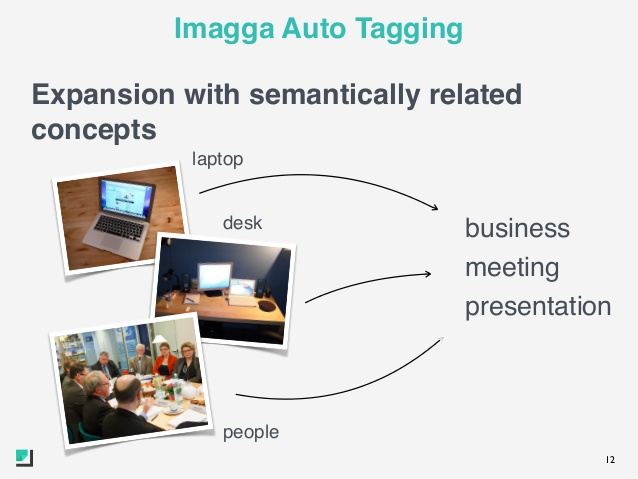 Imagga Auto Tagging
Expansion with semantically related
concepts
laptop
desk
people
business
meeting
presentation
12